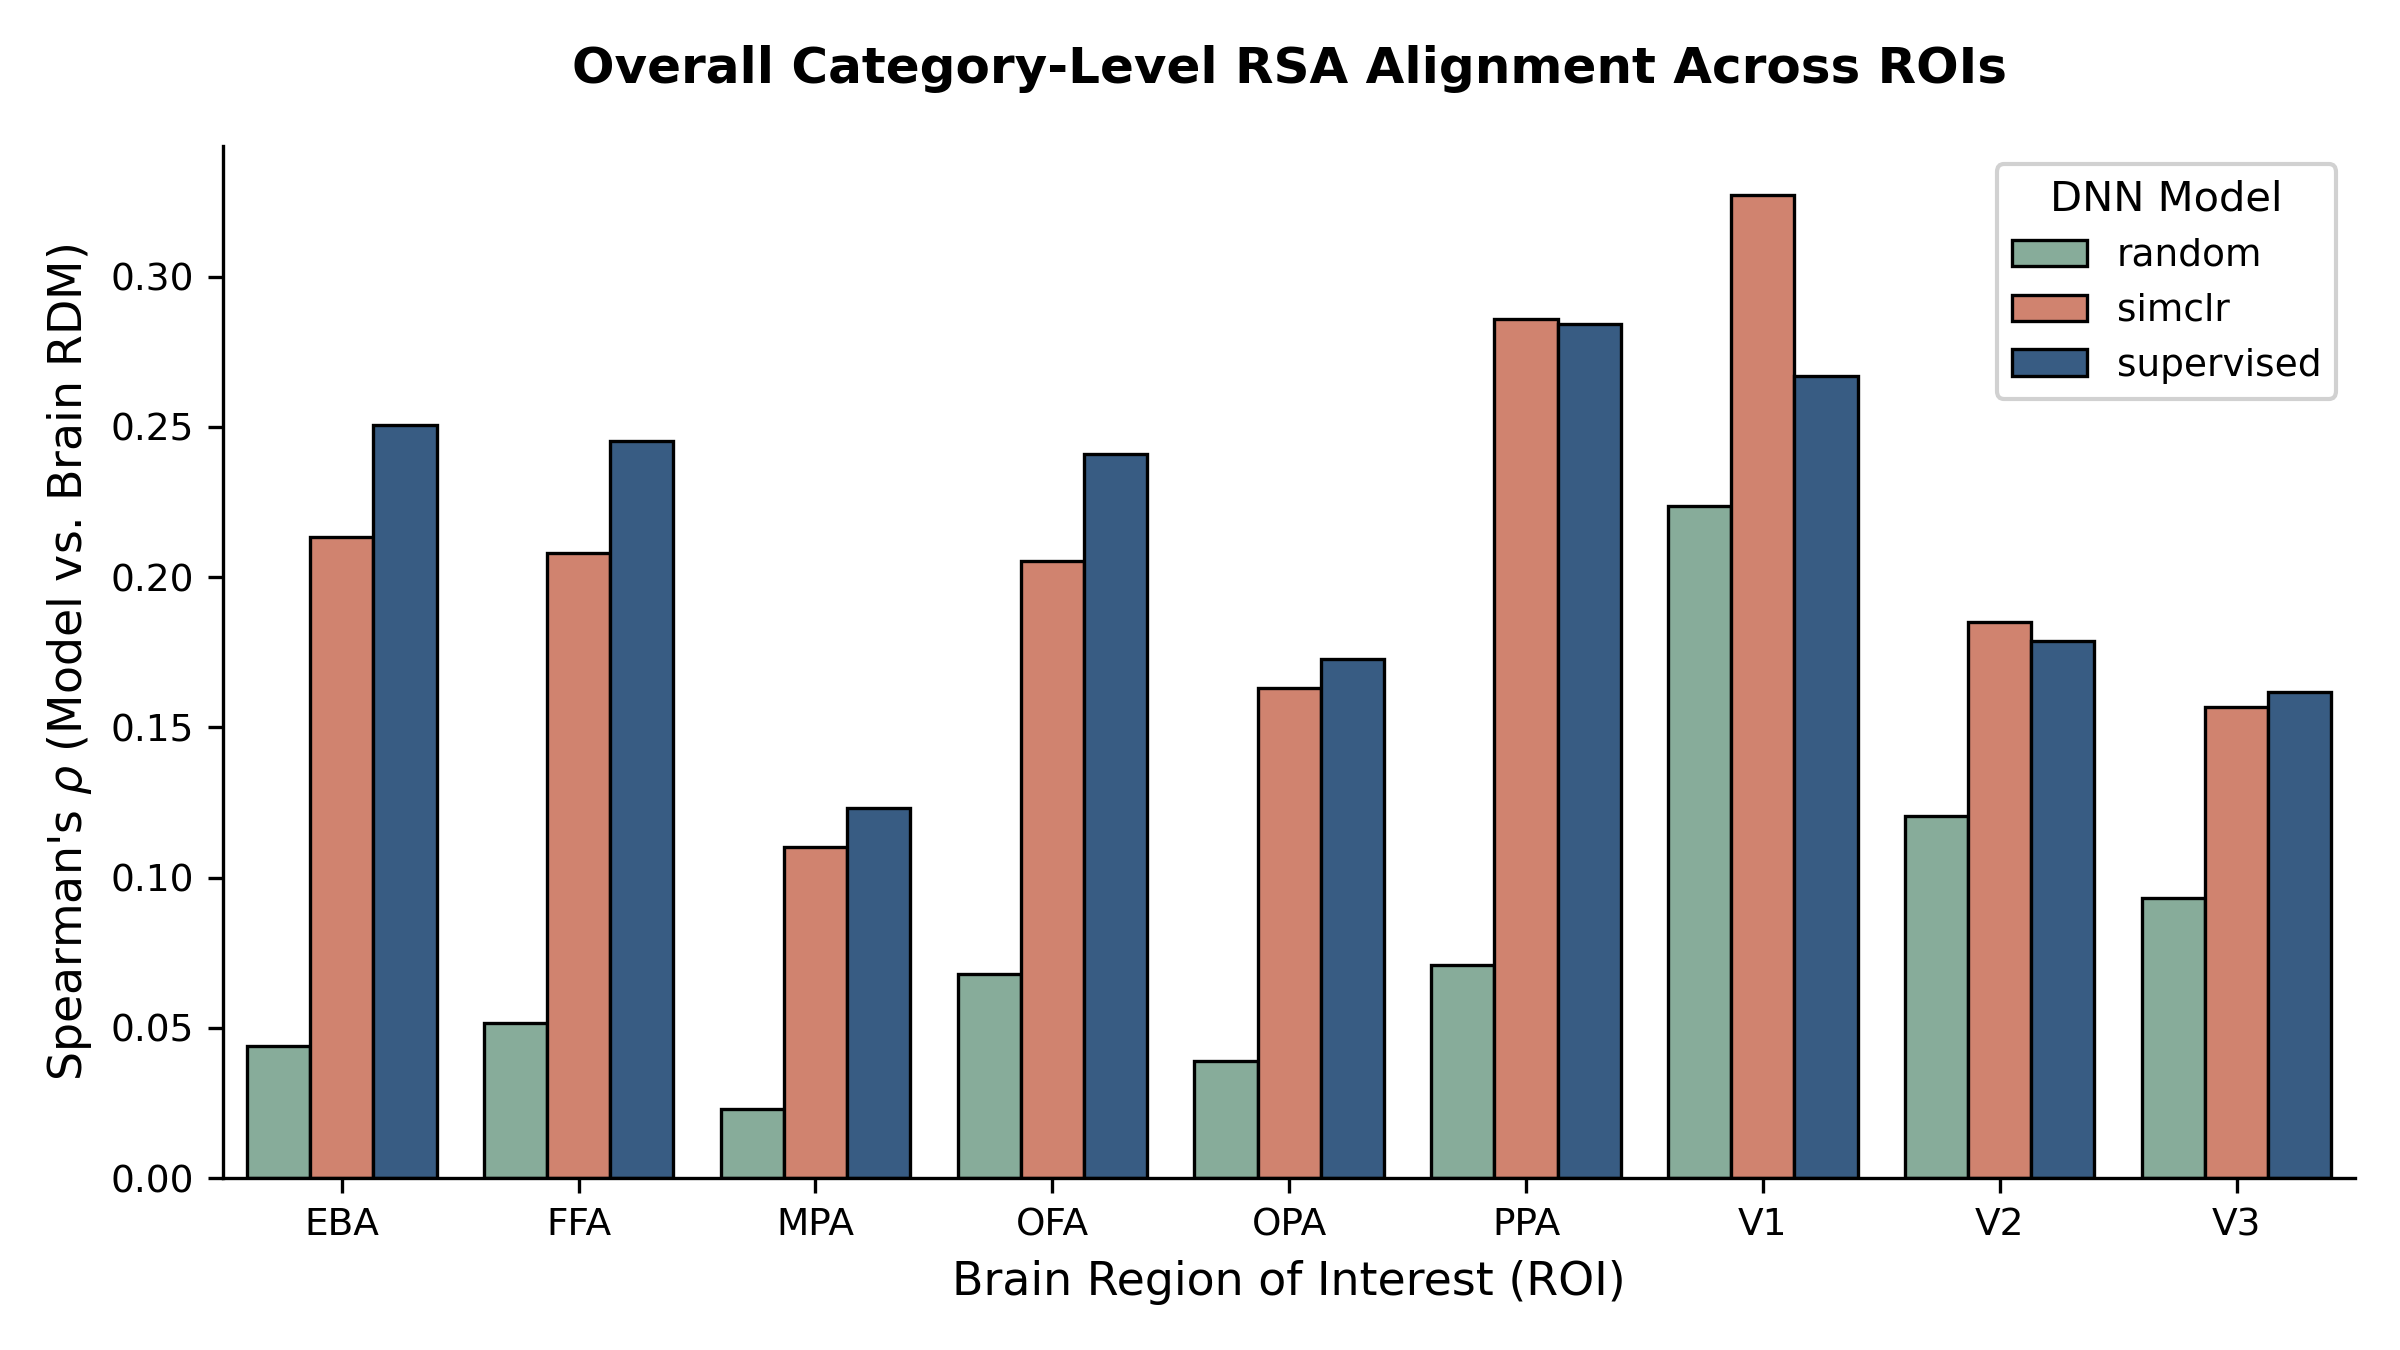 Overall Category-Level RSA Alignment Across ROIs
Spearman's ρ (Model vs. Brain RDM)
0.30
0.25
0.20
0.15
0.10
0.05
0.00
DNN Model
random
simclr
supervised
EBA FFA MPA OFA OPA PPA V1 V2 V3
Brain Region of Interest (ROI)